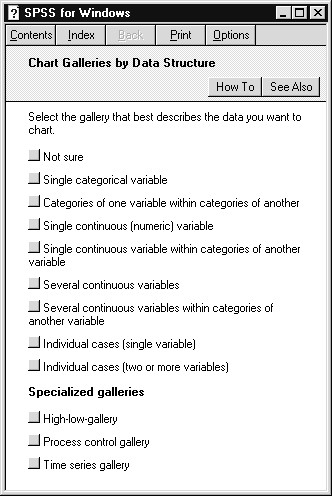 SPSS for Windows
Contents Index Back Print Options
Chart Galleries by Data Structure
How To See Also
Select the gallery that best describes the data you want to
chart.
Not sure
Single categorical variable
Categories of one variable within categories of another
Single continuous (numeric) variable
Single continuous variable within categories of another
variable
Several continuous variables
Several continuous variables within categories of
another variable
Individual cases (single variable)
Individual cases (two or more variables)
Specialized galleries
High-low-gallery
Process control gallery
Time series gallery